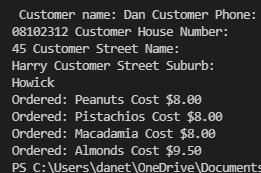 Customer name: Dan Customer Phone:
08102312 Customer House Number:
45 Customer Street Name:
Harry Customer Street Suburb:
Howick
Ordered: Peanuts Cost $8.00
Ordered: Pistachios Cost $8.00
Ordered: Macadamia Cost $8.00
Ordered: Almonds Cost $9.50
PS C:\Users\danet\OneDrive\Documents